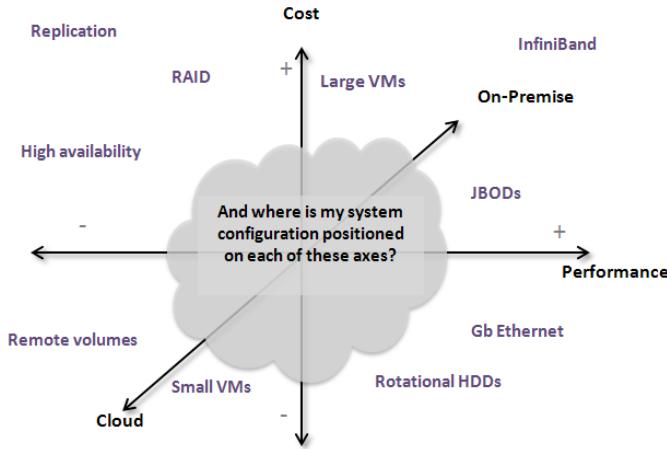 Cost
Replication
InfiniBand
RAID
+
Large VMs
On-Premise
High availability
JBODs
And where is my system
configuration positioned
on each of these axes?
-
+
Performance
Remote volumes
Gb Ethernet
Small VMs
Rotational HDDs
Cloud
-